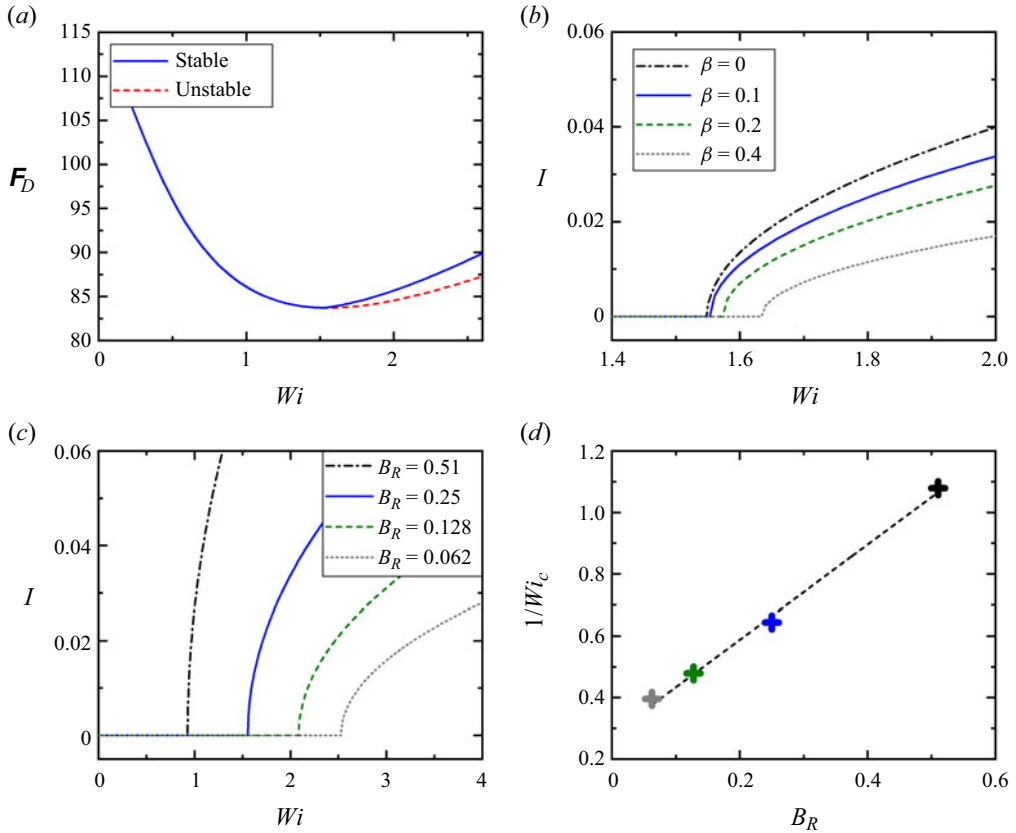 (a)
115
110
105
100
95
90
85
80
F_D
Stable
Unstable
0
1
2
Wi
(b)
0.06
0.04
0.02
0
I
β = 0
β = 0.1
β = 0.2
β = 0.4
1.4
1.6
1.8
2.0
Wi
(c)
0.06
0.04
0.02
0
I
B_R = 0.51
B_R = 0.25
B_R = 0.128
B_R = 0.062
0
1
2
3
4
Wi
(d)
1.2
1.0
0.8
0.6
0.4
0.2
1/Wi_c
0
0.2
0.4
0.6
B_R